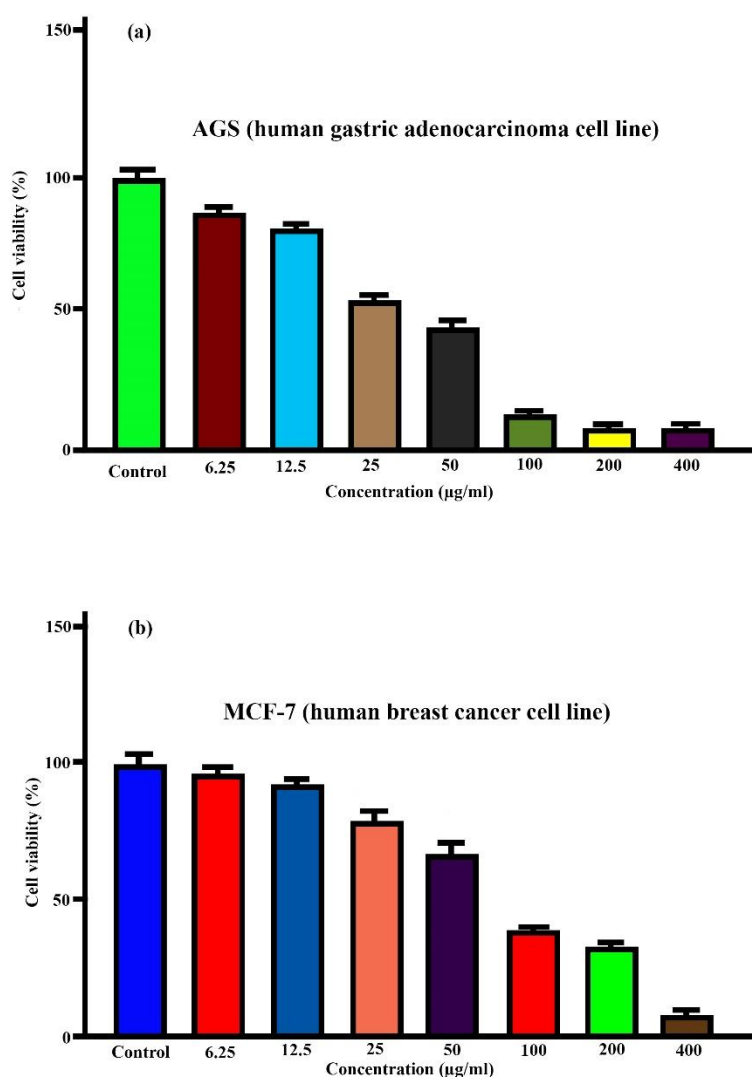 150
(a)
AGS (human gastric adenocarcinoma cell line)
100
Cell viability (%)
50
0
Control 6.25 12.5 25 50 100 200 400
Concentration (µg/ml)
150
(b)
MCF-7 (human breast cancer cell line)
100
Cell viability (%)
50
0
Control 6.25 12.5 25 50 100 200 400
Concentration (µg/ml)